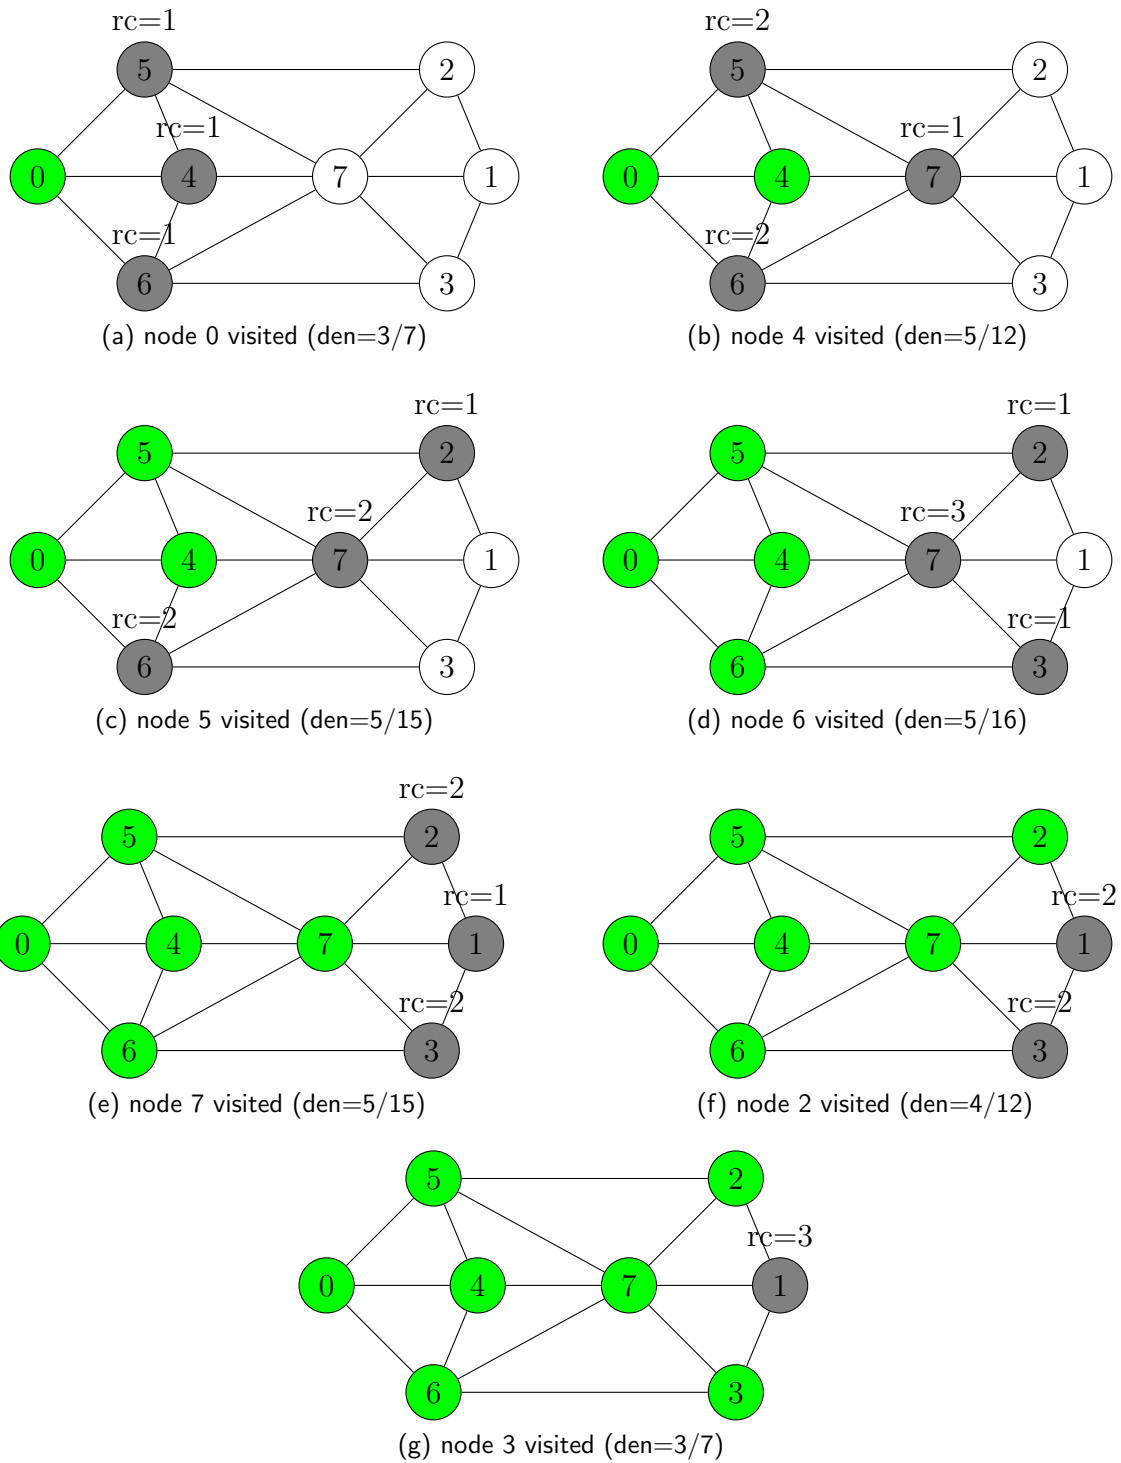 rc=1
5
2
rc=1
0
4
7
1
rc=1
6
3
(a) node 0 visited (den=3/7)
rc=2
5
2
rc=1
0
4
7
1
rc=2
6
3
(b) node 4 visited (den=5/12)
rc=1
5
2
rc=2
0
4
7
1
rc=2
6
3
(c) node 5 visited (den=5/15)
rc=1
5
2
rc=3
0
4
7
1
rc=1
6
3
(d) node 6 visited (den=5/16)
rc=2
5
2
rc=1
0
4
7
1
rc=2
6
3
(e) node 7 visited (den=5/15)
5
2
rc=2
0
4
7
1
rc=2
6
3
(f) node 2 visited (den=4/12)
5
2
rc=3
0
4
7
1
6
3
(g) node 3 visited (den=3/7)